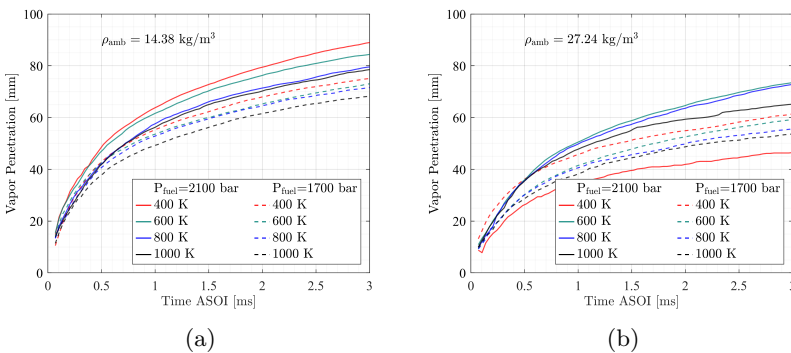 100
80
60
40
20
0
Vapor Penetration [mm]
ρamb = 14.38 kg/m³
Pfuel=2100 bar Pfuel=1700 bar
400 K 400 K
600 K 600 K
800 K 800 K
1000 K 1000 K
0 0.5 1 1.5 2 2.5 3
Time ASOI [ms]
(a)
100
80
60
40
20
0
Vapor Penetration [mm]
ρamb = 27.24 kg/m³
Pfuel=2100 bar Pfuel=1700 bar
400 K 400 K
600 K 600 K
800 K 800 K
1000 K 1000 K
0 0.5 1 1.5 2 2.5 3
Time ASOI [ms]
(b)